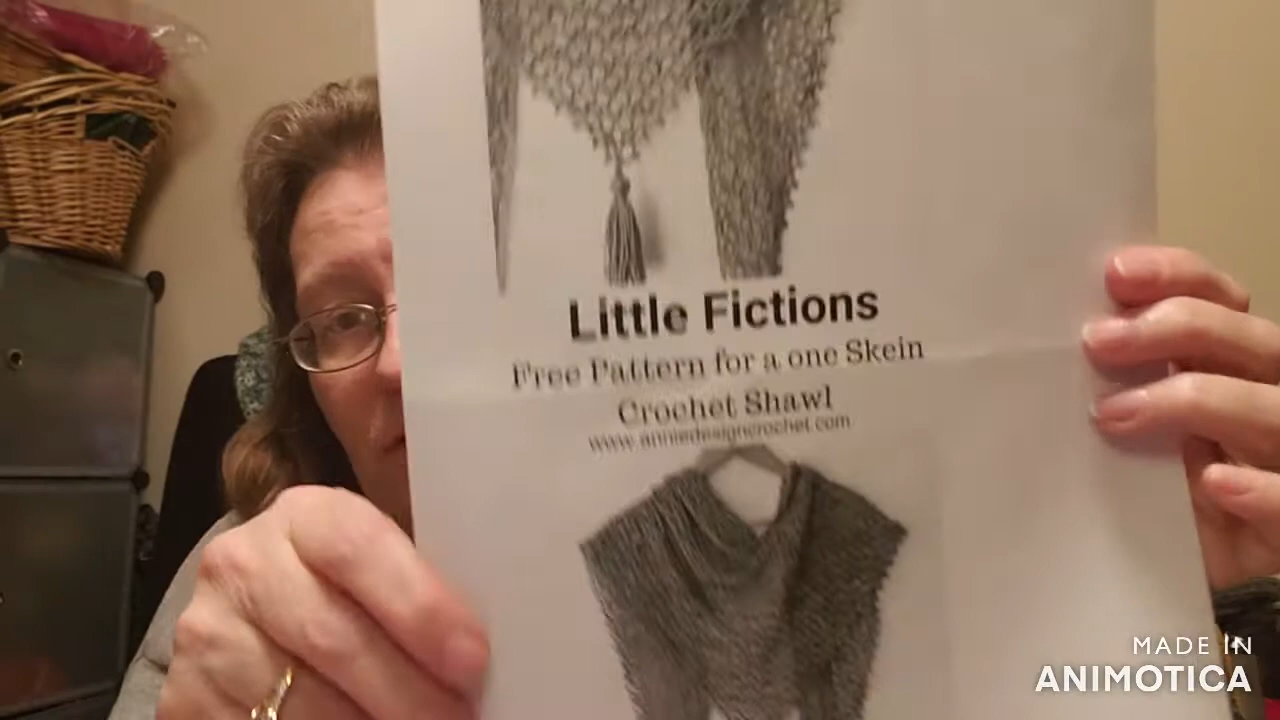 Little Fictions
Free Pattern for a one Skein
Crochet Shawl
www.anniedesigncrochet.com
MADE IN
ANIMOTICA